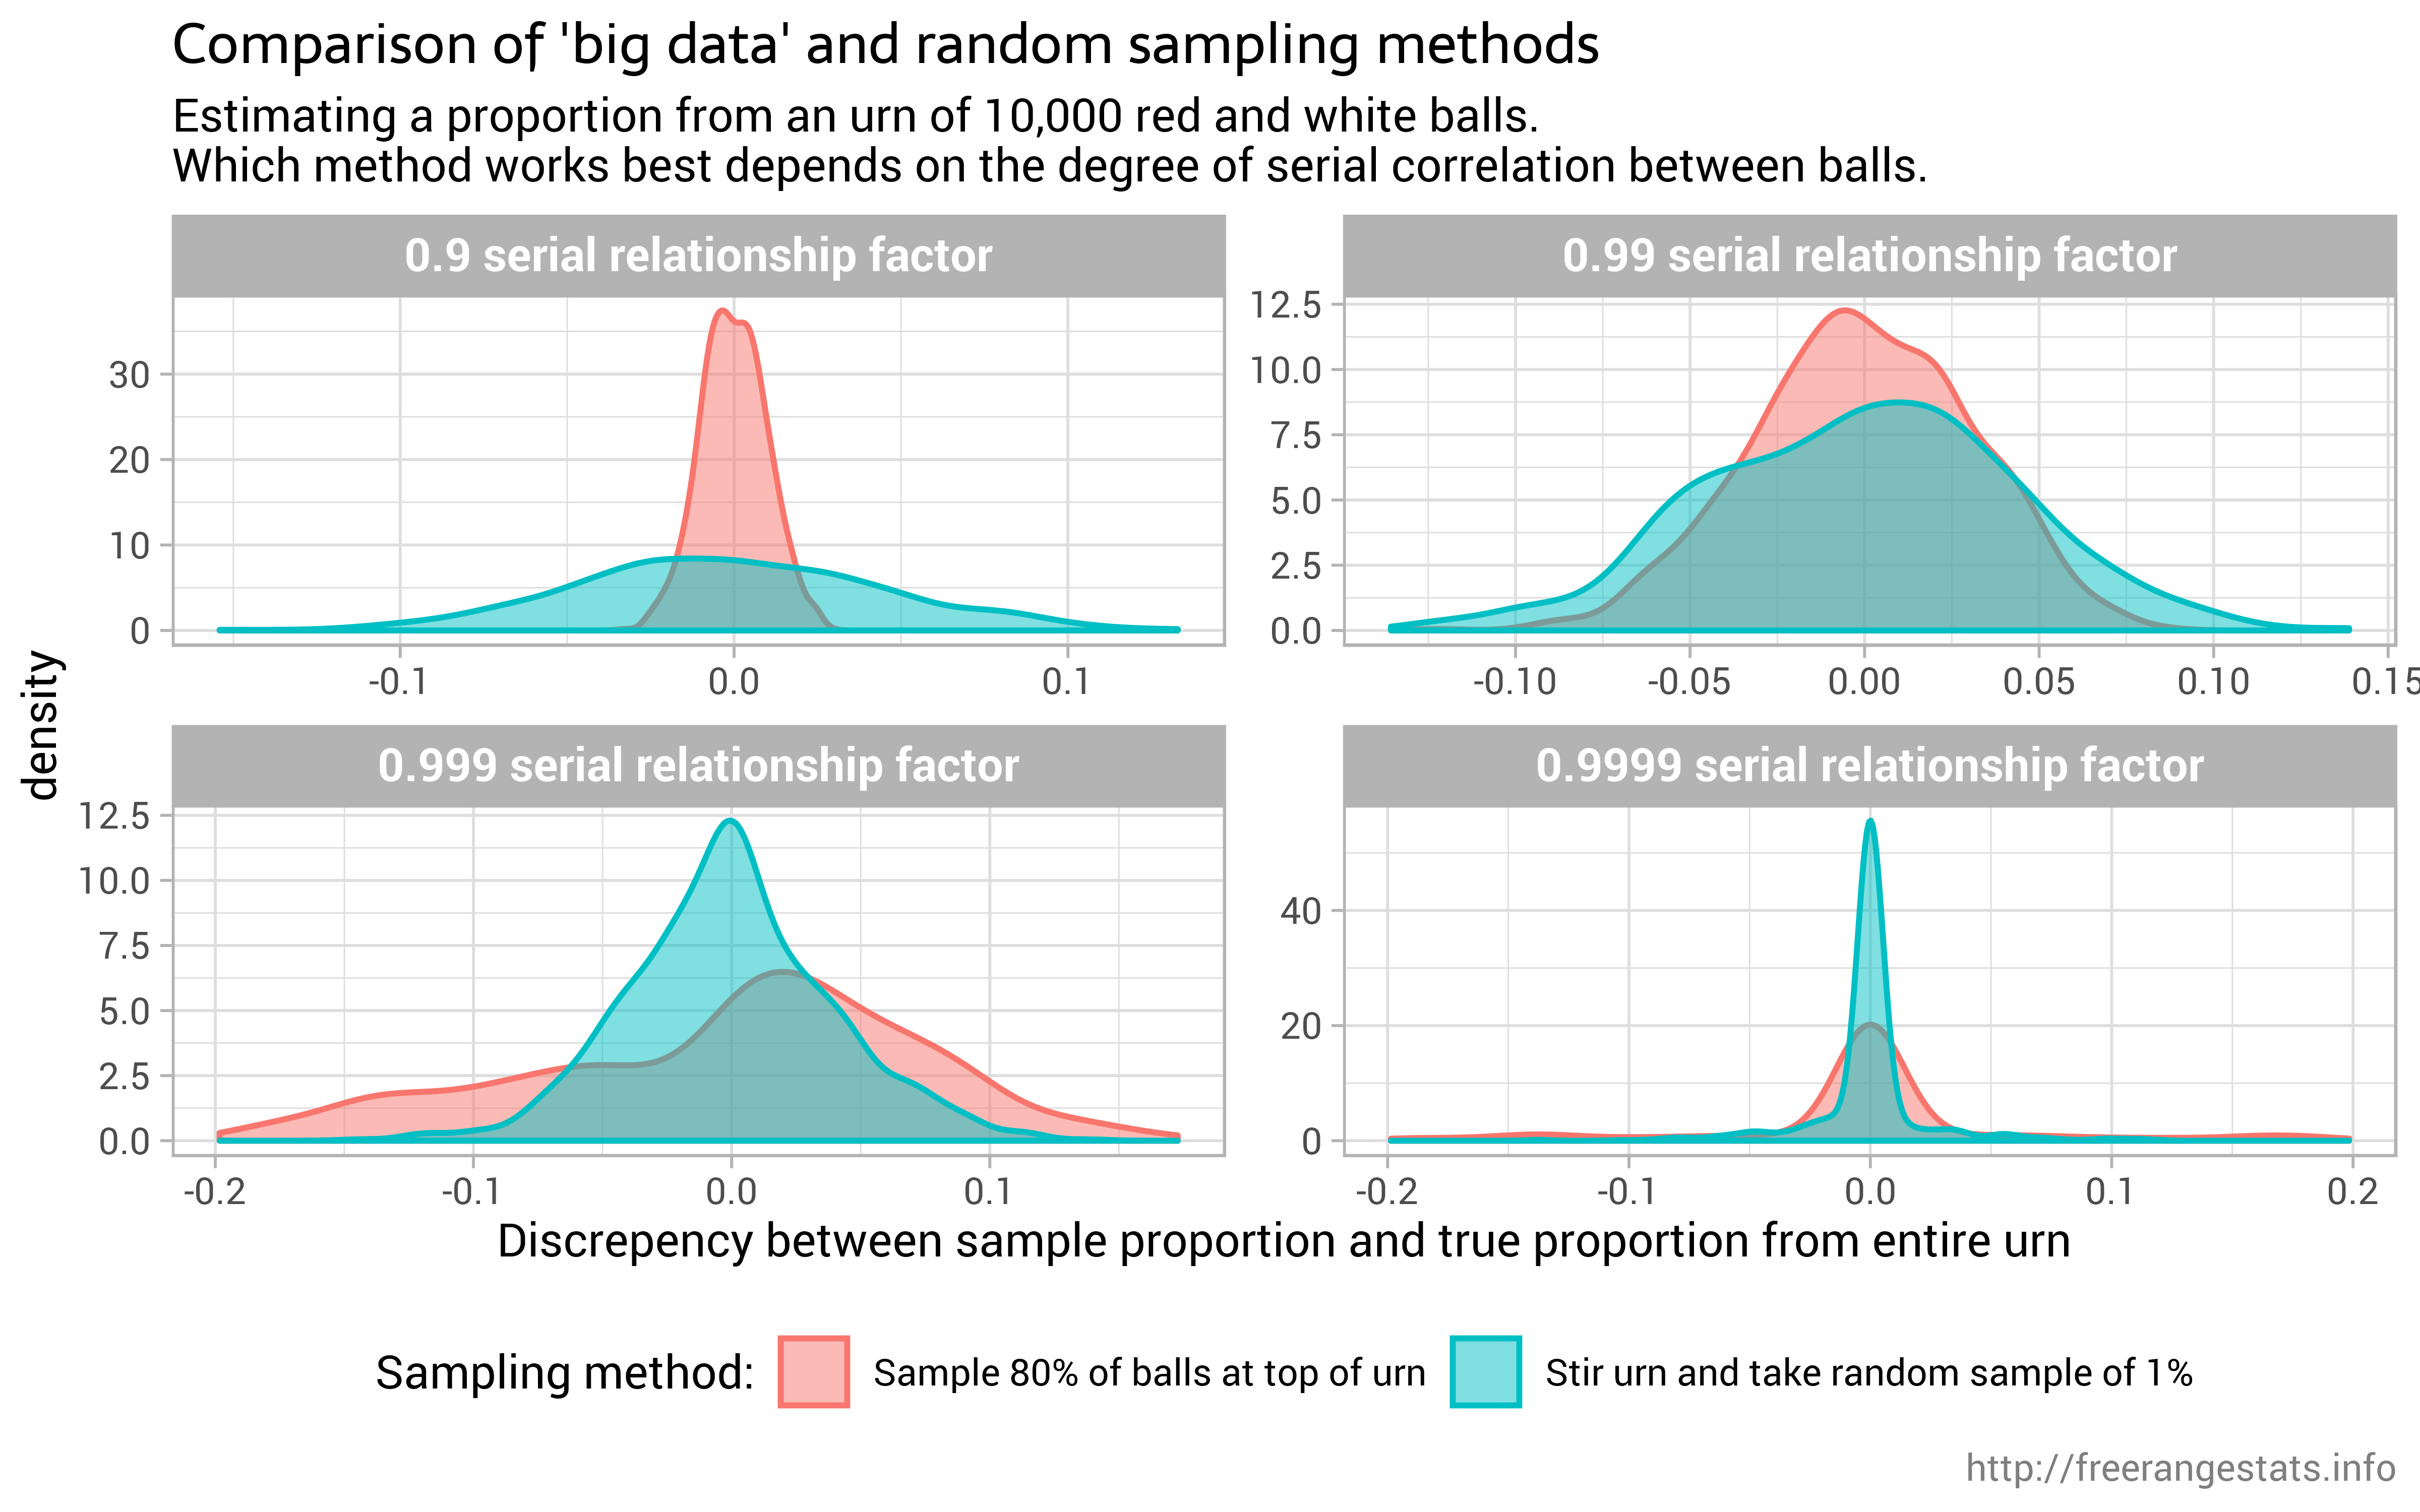 Comparison of 'big data' and random sampling methods
Estimating a proportion from an urn of 10,000 red and white balls.
Which method works best depends on the degree of serial correlation between balls.
0.9 serial relationship factor
0.99 serial relationship factor
30
20
10
0
12.5
10.0
7.5
5.0
2.5
0.0
-0.1 0.0 0.1
-0.10 -0.05 0.00 0.05 0.10 0.15
density
0.999 serial relationship factor
0.9999 serial relationship factor
12.5
10.0
7.5
5.0
2.5
0.0
40
20
0
-0.2 -0.1 0.0 0.1
-0.2 -0.1 0.0 0.1 0.2
Discrepency between sample proportion and true proportion from entire urn
Sampling method: Sample 80% of balls at top of urn Stir urn and take random sample of 1%
http://freerangestats.info